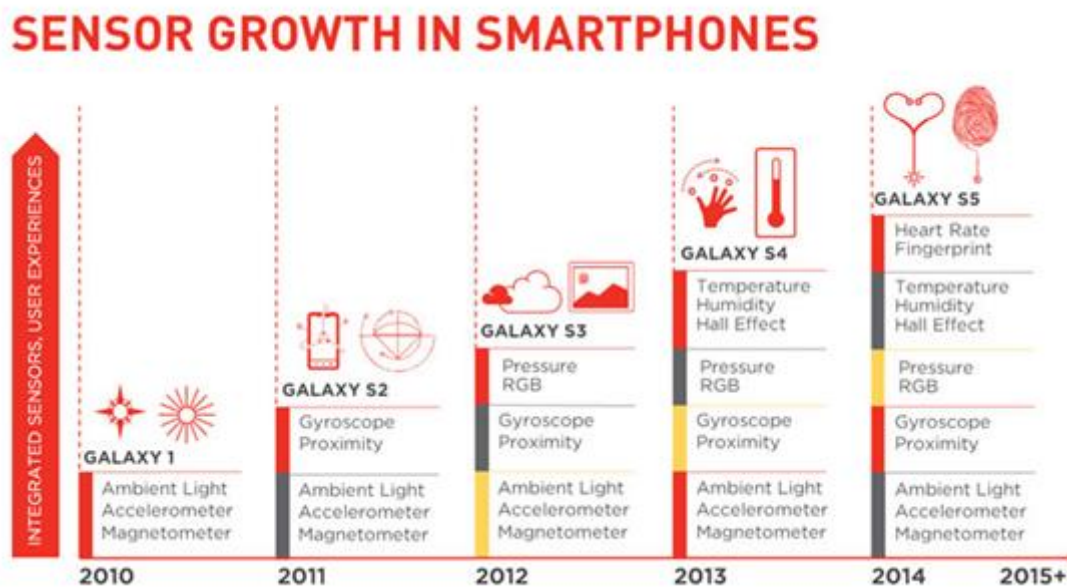 SENSOR GROWTH IN SMARTPHONES
INTEGRATED SENSORS, USER EXPERIENCES
GALAXY 1
Ambient Light
Accelerometer
Magnetometer
2010
GALAXY S2
Gyroscope
Proximity
Ambient Light
Accelerometer
Magnetometer
2011
GALAXY S3
Pressure
RGB
Gyroscope
Proximity
Ambient Light
Accelerometer
Magnetometer
2012
GALAXY S4
Temperature
Humidity
Hall Effect
Pressure
RGB
Gyroscope
Proximity
Ambient Light
Accelerometer
Magnetometer
2013
GALAXY S5
Heart Rate
Fingerprint
Temperature
Humidity
Hall Effect
Pressure
RGB
Gyroscope
Proximity
Ambient Light
Accelerometer
Magnetometer
2014
2015+